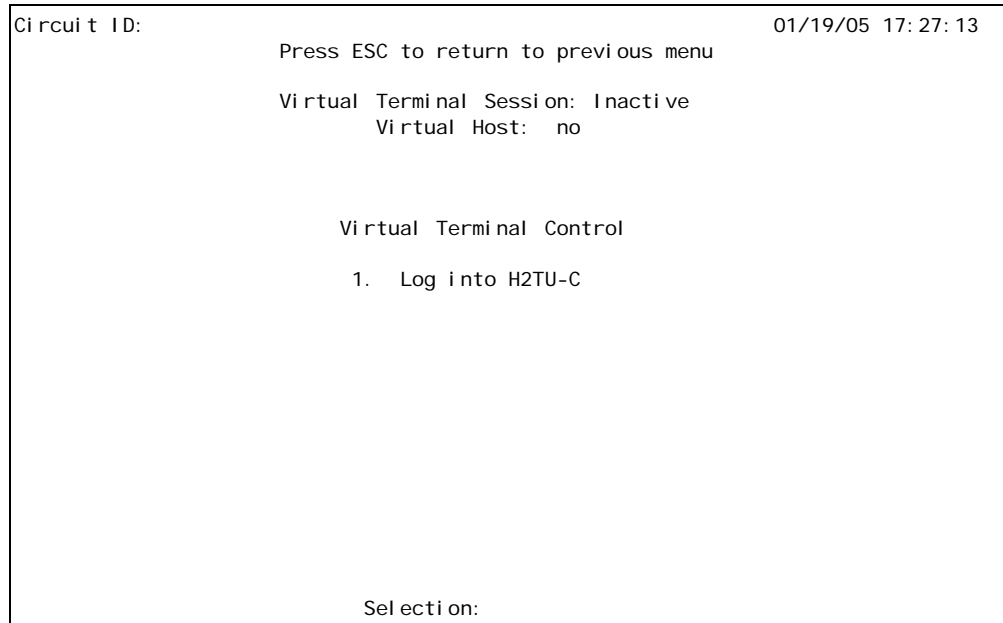 Circuit ID: 01/19/05 17:27:13
Press ESC to return to previous menu
Virtual Terminal Session: Inactive
Virtual Host: no
Virtual Terminal Control
1. Log into H2TU-C
Selection: